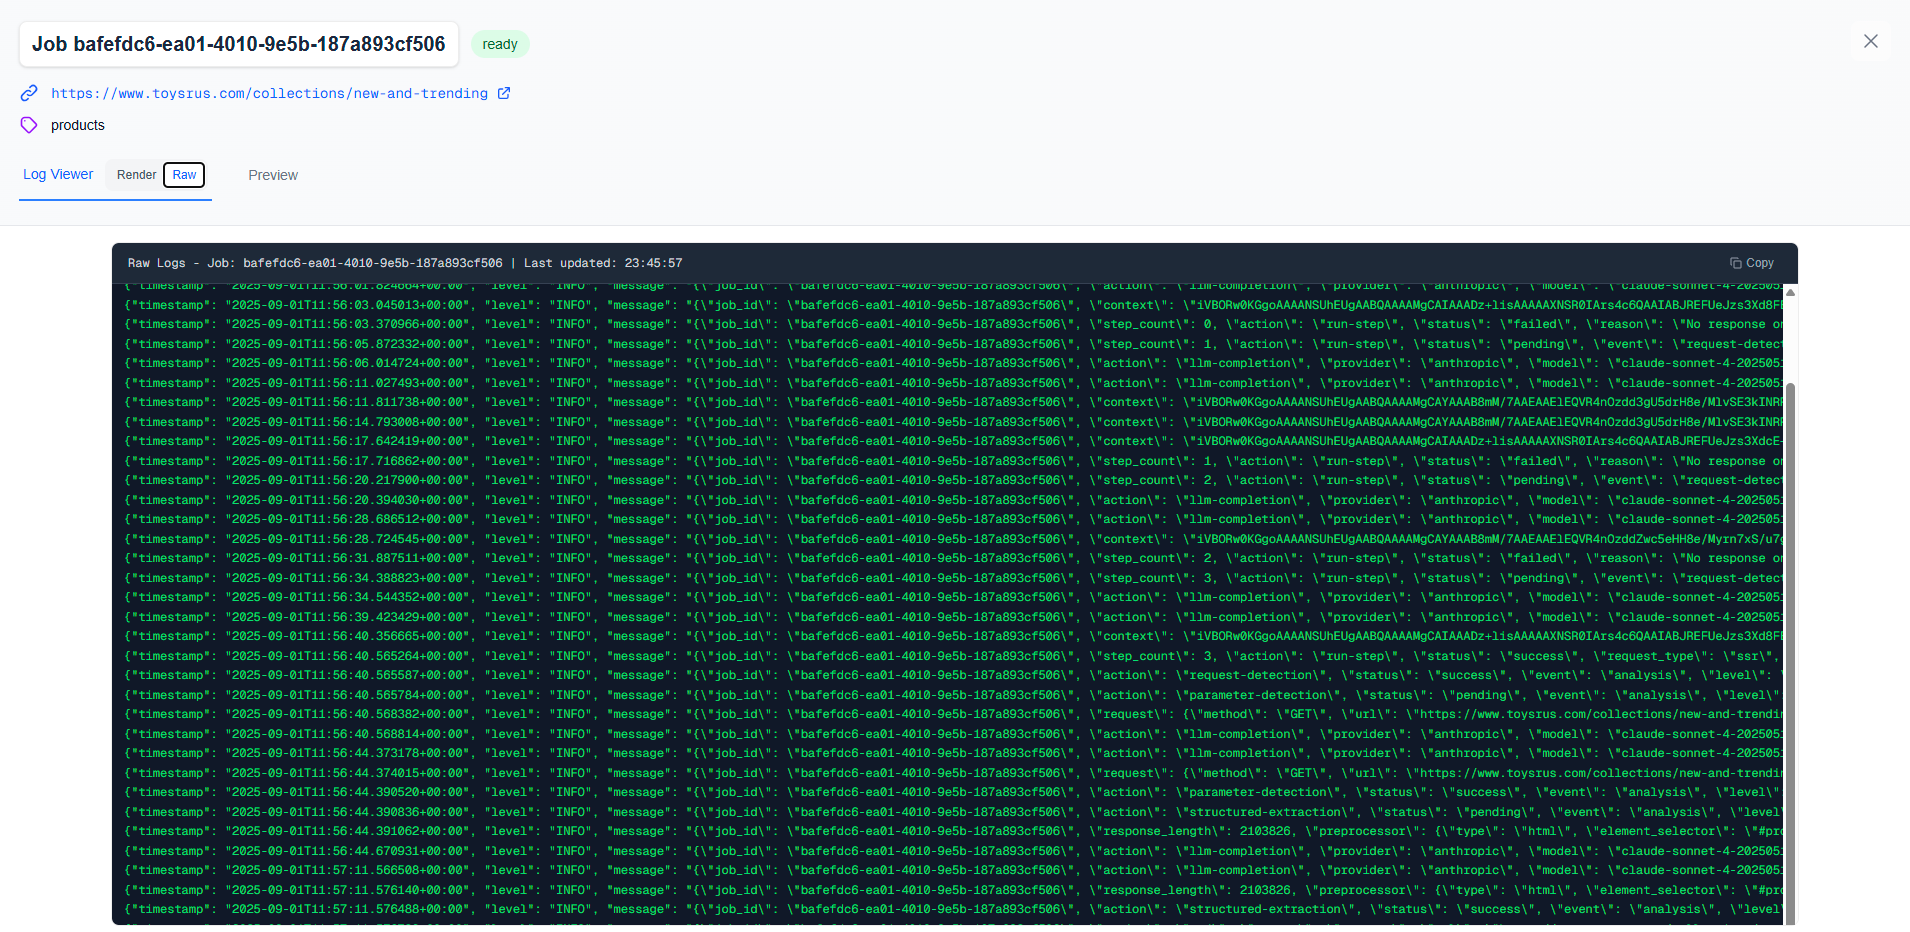 Job bafefdc6-ea01-4010-9e5b-187a893cf506 ready
https://www.toysrus.com/collections/new-and-trending
products
Log Viewer Render Raw Preview
Raw Logs - Job: bafefdc6-ea01-4010-9e5b-187a893cf506 | Last updated: 23:45:57 Copy
{"timestamp": "2025-09-01T11:56:01.824664+00:00", "level": "INFO", "message": "{\"job_id\": \"bafefdc6-ea01-4010-9e5b-187a893cf506\", \"action\": \"llm-completion\", \"provider\": \"anthropic\", \"model\": \"claude-sonnet-4-202505
{"timestamp": "2025-09-01T11:56:03.045013+00:00", "level": "INFO", "message": "{\"job_id\": \"bafefdc6-ea01-4010-9e5b-187a893cf506\", \"context\": \"iVBORw0KGgoAAAANSUhEUgAABQAAAAMgCAIAAADz+lisAAAAAXNSR0IArs4c6QAAIABJREFUeJzs3Xd8FE
{"timestamp": "2025-09-01T11:56:03.370966+00:00", "level": "INFO", "message": "{\"job_id\": \"bafefdc6-ea01-4010-9e5b-187a893cf506\", \"step_count\": 0, \"action\": \"run-step\", \"status\": \"failed\", \"reason\": \"No response o
{"timestamp": "2025-09-01T11:56:05.872332+00:00", "level": "INFO", "message": "{\"job_id\": \"bafefdc6-ea01-4010-9e5b-187a893cf506\", \"step_count\": 1, \"action\": \"run-step\", \"status\": \"pending\", \"event\": \"request-detect
{"timestamp": "2025-09-01T11:56:06.014724+00:00", "level": "INFO", "message": "{\"job_id\": \"bafefdc6-ea01-4010-9e5b-187a893cf506\", \"action\": \"llm-completion\", \"provider\": \"anthropic\", \"model\": \"claude-sonnet-4-202505
{"timestamp": "2025-09-01T11:56:11.027493+00:00", "level": "INFO", "message": "{\"job_id\": \"bafefdc6-ea01-4010-9e5b-187a893cf506\", \"action\": \"llm-completion\", \"provider\": \"anthropic\", \"model\": \"claude-sonnet-4-202505
{"timestamp": "2025-09-01T11:56:11.811738+00:00", "level": "INFO", "message": "{\"job_id\": \"bafefdc6-ea01-4010-9e5b-187a893cf506\", \"context\": \"iVBORw0KGgoAAAANSUhEUgAABQAAAAMgCAYAAAB8mM/7AAEAAElEQVR4nOzdd3gU5drH8e/MlvSE3kINR
{"timestamp": "2025-09-01T11:56:14.793008+00:00", "level": "INFO", "message": "{\"job_id\": \"bafefdc6-ea01-4010-9e5b-187a893cf506\", \"context\": \"iVBORw0KGgoAAAANSUhEUgAABQAAAAMgCAYAAAB8mM/7AAEAAElEQVR4nOzdd3gU5drH8e/MlvSE3kINR
{"timestamp": "2025-09-01T11:56:17.642419+00:00", "level": "INFO", "message": "{\"job_id\": \"bafefdc6-ea01-4010-9e5b-187a893cf506\", \"context\": \"iVBORw0KGgoAAAANSUhEUgAABQAAAAMgCAIAAADz+lisAAAAAXNSR0IArs4c6QAAIABJREFUeJzs3XdcE
{"timestamp": "2025-09-01T11:56:17.716862+00:00", "level": "INFO", "message": "{\"job_id\": \"bafefdc6-ea01-4010-9e5b-187a893cf506\", \"step_count\": 1, \"action\": \"run-step\", \"status\": \"failed\", \"reason\": \"No response o
{"timestamp": "2025-09-01T11:56:20.217900+00:00", "level": "INFO", "message": "{\"job_id\": \"bafefdc6-ea01-4010-9e5b-187a893cf506\", \"step_count\": 2, \"action\": \"run-step\", \"status\": \"pending\", \"event\": \"request-detect
{"timestamp": "2025-09-01T11:56:20.394030+00:00", "level": "INFO", "message": "{\"job_id\": \"bafefdc6-ea01-4010-9e5b-187a893cf506\", \"action\": \"llm-completion\", \"provider\": \"anthropic\", \"model\": \"claude-sonnet-4-202505
{"timestamp": "2025-09-01T11:56:28.686512+00:00", "level": "INFO", "message": "{\"job_id\": \"bafefdc6-ea01-4010-9e5b-187a893cf506\", \"action\": \"llm-completion\", \"provider\": \"anthropic\", \"model\": \"claude-sonnet-4-202505
{"timestamp": "2025-09-01T11:56:28.724545+00:00", "level": "INFO", "message": "{\"job_id\": \"bafefdc6-ea01-4010-9e5b-187a893cf506\", \"context\": \"iVBORw0KGgoAAAANSUhEUgAABQAAAAMgCAYAAAB8mM/7AAEAAElEQVR4nOzddZwc5eHH8e/Myrn7xS/u7
{"timestamp": "2025-09-01T11:56:31.887511+00:00", "level": "INFO", "message": "{\"job_id\": \"bafefdc6-ea01-4010-9e5b-187a893cf506\", \"step_count\": 2, \"action\": \"run-step\", \"status\": \"failed\", \"reason\": \"No response o
{"timestamp": "2025-09-01T11:56:34.388823+00:00", "level": "INFO", "message": "{\"job_id\": \"bafefdc6-ea01-4010-9e5b-187a893cf506\", \"step_count\": 3, \"action\": \"run-step\", \"status\": \"pending\", \"event\": \"request-detect
{"timestamp": "2025-09-01T11:56:34.544352+00:00", "level": "INFO", "message": "{\"job_id\": \"bafefdc6-ea01-4010-9e5b-187a893cf506\", \"action\": \"llm-completion\", \"provider\": \"anthropic\", \"model\": \"claude-sonnet-4-202505
{"timestamp": "2025-09-01T11:56:39.423429+00:00", "level": "INFO", "message": "{\"job_id\": \"bafefdc6-ea01-4010-9e5b-187a893cf506\", \"action\": \"llm-completion\", \"provider\": \"anthropic\", \"model\": \"claude-sonnet-4-202505
{"timestamp": "2025-09-01T11:56:40.356665+00:00", "level": "INFO", "message": "{\"job_id\": \"bafefdc6-ea01-4010-9e5b-187a893cf506\", \"context\": \"iVBORw0KGgoAAAANSUhEUgAABQAAAAMgCAIAAADz+lisAAAAAXNSR0IArs4c6QAAIABJREFUeJzs3Xd8FE
{"timestamp": "2025-09-01T11:56:40.565264+00:00", "level": "INFO", "message": "{\"job_id\": \"bafefdc6-ea01-4010-9e5b-187a893cf506\", \"step_count\": 3, \"action\": \"run-step\", \"status\": \"success\", \"request_type\": \"ssr\",
{"timestamp": "2025-09-01T11:56:40.565587+00:00", "level": "INFO", "message": "{\"job_id\": \"bafefdc6-ea01-4010-9e5b-187a893cf506\", \"action\": \"request-detection\", \"status\": \"success\", \"event\": \"analysis\", \"level\":
{"timestamp": "2025-09-01T11:56:40.565784+00:00", "level": "INFO", "message": "{\"job_id\": \"bafefdc6-ea01-4010-9e5b-187a893cf506\", \"action\": \"parameter-detection\", \"status\": \"pending\", \"event\": \"analysis\", \"level\"
{"timestamp": "2025-09-01T11:56:40.568382+00:00", "level": "INFO", "message": "{\"job_id\": \"bafefdc6-ea01-4010-9e5b-187a893cf506\", \"request\": {\"method\": \"GET\", \"url\": \"https://www.toysrus.com/collections/new-and-trendin
{"timestamp": "2025-09-01T11:56:40.568814+00:00", "level": "INFO", "message": "{\"job_id\": \"bafefdc6-ea01-4010-9e5b-187a893cf506\", \"action\": \"llm-completion\", \"provider\": \"anthropic\", \"model\": \"claude-sonnet-4-202505
{"timestamp": "2025-09-01T11:56:44.373178+00:00", "level": "INFO", "message": "{\"job_id\": \"bafefdc6-ea01-4010-9e5b-187a893cf506\", \"action\": \"llm-completion\", \"provider\": \"anthropic\", \"model\": \"claude-sonnet-4-202505
{"timestamp": "2025-09-01T11:56:44.374015+00:00", "level": "INFO", "message": "{\"job_id\": \"bafefdc6-ea01-4010-9e5b-187a893cf506\", \"request\": {\"method\": \"GET\", \"url\": \"https://www.toysrus.com/collections/new-and-trendin
{"timestamp": "2025-09-01T11:56:44.390520+00:00", "level": "INFO", "message": "{\"job_id\": \"bafefdc6-ea01-4010-9e5b-187a893cf506\", \"action\": \"parameter-detection\", \"status\": \"success\", \"event\": \"analysis\", \"level\"
{"timestamp": "2025-09-01T11:56:44.390836+00:00", "level": "INFO", "message": "{\"job_id\": \"bafefdc6-ea01-4010-9e5b-187a893cf506\", \"action\": \"structured-extraction\", \"status\": \"pending\", \"event\": \"analysis\", \"level
{"timestamp": "2025-09-01T11:56:44.391062+00:00", "level": "INFO", "message": "{\"job_id\": \"bafefdc6-ea01-4010-9e5b-187a893cf506\", \"response_length\": 2103826, \"preprocessor\": {\"type\": \"html\", \"element_selector\": \"#pro
{"timestamp": "2025-09-01T11:56:44.670931+00:00", "level": "INFO", "message": "{\"job_id\": \"bafefdc6-ea01-4010-9e5b-187a893cf506\", \"action\": \"llm-completion\", \"provider\": \"anthropic\", \"model\": \"claude-sonnet-4-202505
{"timestamp": "2025-09-01T11:57:11.566508+00:00", "level": "INFO", "message": "{\"job_id\": \"bafefdc6-ea01-4010-9e5b-187a893cf506\", \"action\": \"llm-completion\", \"provider\": \"anthropic\", \"model\": \"claude-sonnet-4-202505
{"timestamp": "2025-09-01T11:57:11.576140+00:00", "level": "INFO", "message": "{\"job_id\": \"bafefdc6-ea01-4010-9e5b-187a893cf506\", \"response_length\": 2103826, \"preprocessor\": {\"type\": \"html\", \"element_selector\": \"#pro
{"timestamp": "2025-09-01T11:57:11.576488+00:00", "level": "INFO", "message": "{\"job_id\": \"bafefdc6-ea01-4010-9e5b-187a893cf506\", \"action\": \"structured-extraction\", \"status\": \"success\", \"event\": \"analysis\", \"level